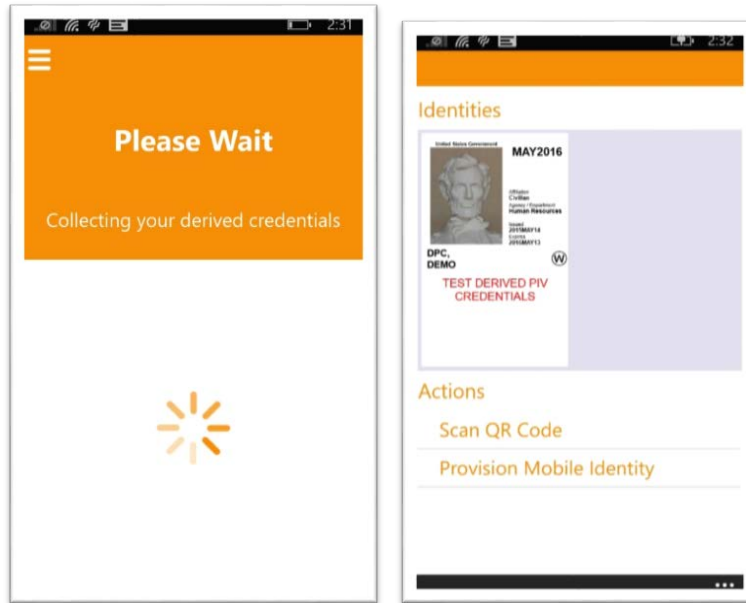 2:31
Please Wait
Collecting your derived credentials
2:32
Identities
United States Government
MAY2016
Affiliation
Civilian
Agency / Department
Human Resources
Issued
2015MAY14
Expires
2016MAY13
DPC,
DEMO
W
TEST DERIVED PIV
CREDENTIALS
Actions
Scan QR Code
Provision Mobile Identity